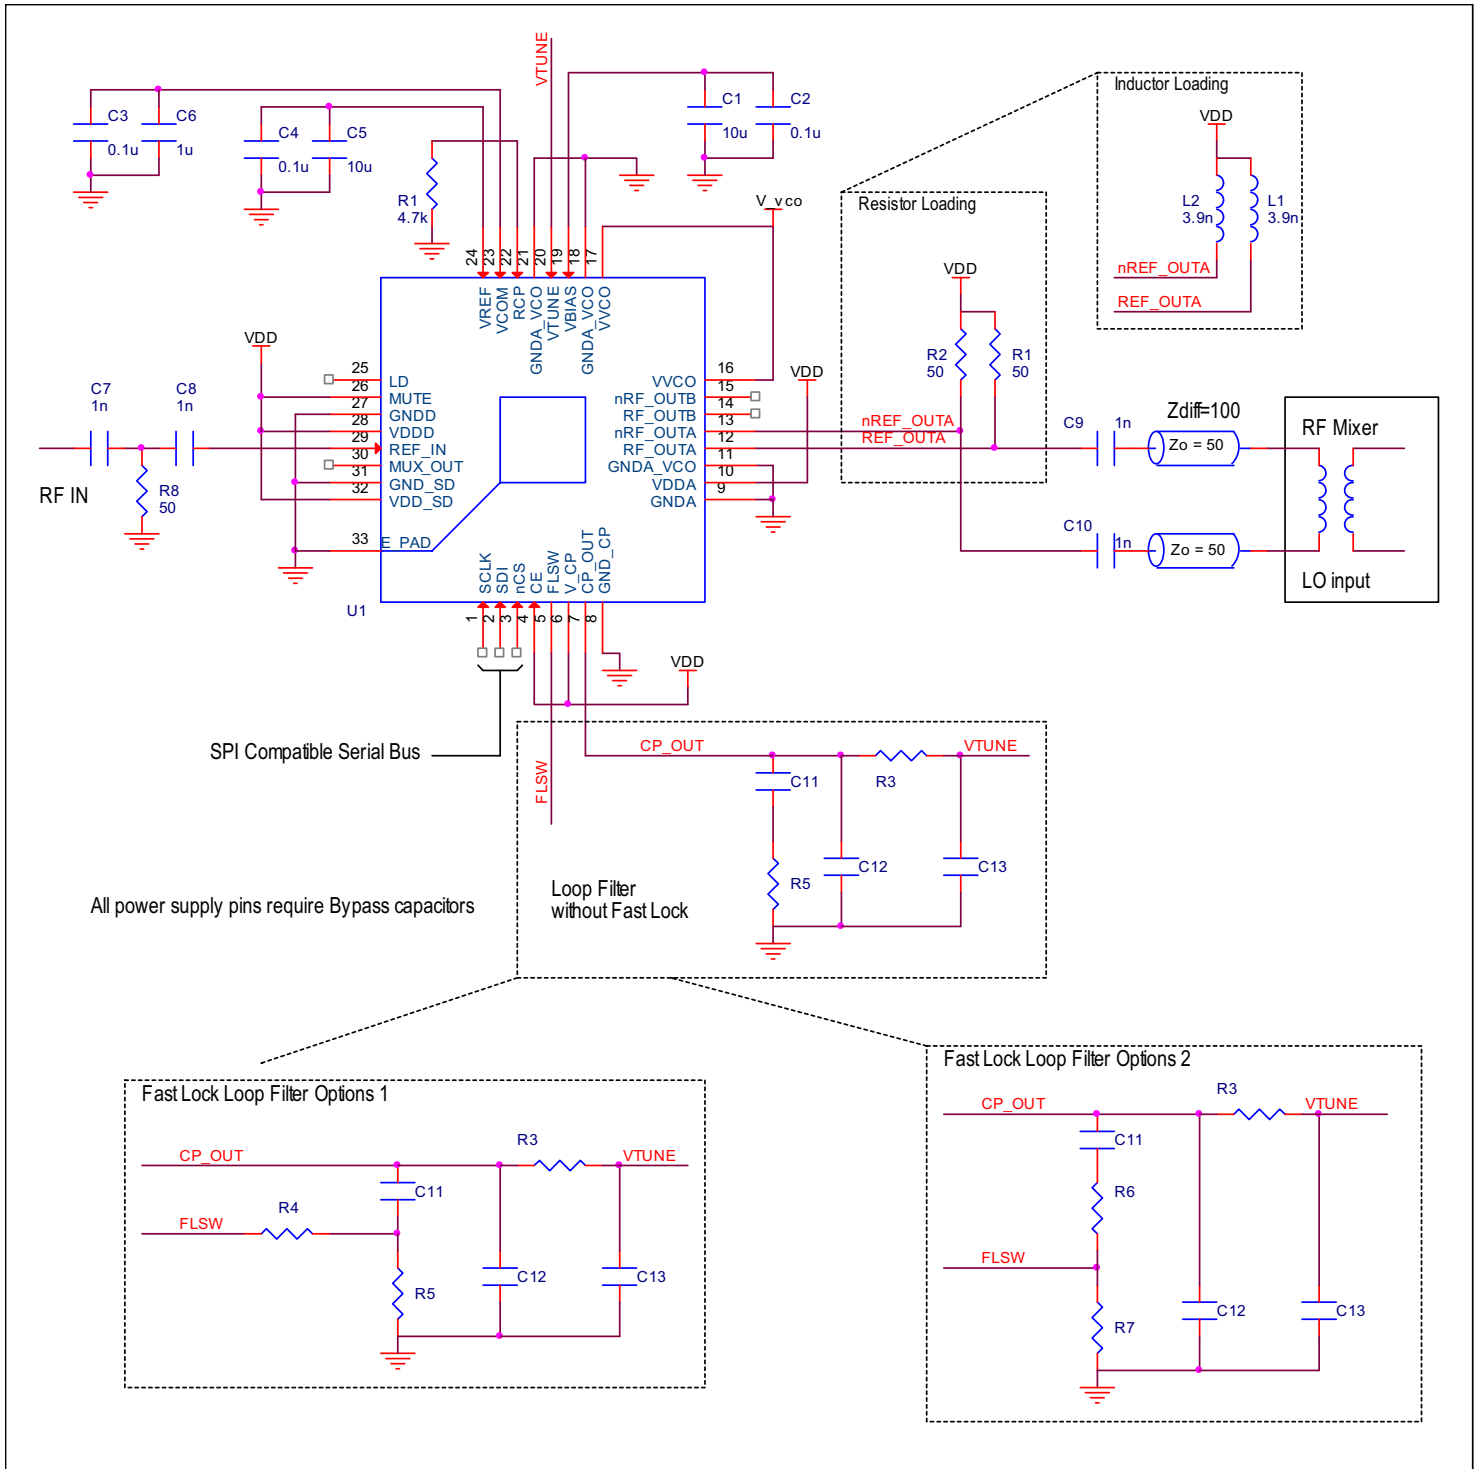 VTUNE
C3
0.1u
C6
1u
C4
0.1u
C5
10u
R1
4.7k
C1
10u
C2
0.1u
V_vco
Inductor Loading
VDD
L2
3.9n
L1
3.9n
nREF_OUTA
REF_OUTA
Resistor Loading
VDD
R2
50
R1
50
24
23
22
21
20
19
18
17
VREF
VCOM
RCP
GNDA_VCO
VTUNE
VBIAS
GNDA_VCO
VVCO
VDD
25 LD
26 MUTE
27 GNDD
28 VDDD
29 REF_IN
30 MUX_OUT
31 GND_SD
32 VDD_SD
33 E_PAD
U1
C7
1n
C8
1n
R8
50
RF IN
VVCO 16
nRF_OUTB 15
RF_OUTB 14
nRF_OUTA 13
RF_OUTA 12
GNDA_VCO 11
VDDA 10
GNDA 9
VDD
nREF_OUTA
REF_OUTA
C9 1n
Zdiff=100
Zo = 50
C10 1n
Zo = 50
RF Mixer
LO input
SCLK
SDI
nCS
CE
FLSW
V_CP
CP_OUT
GND_CP
1
2
3
4
5
6
7
8
VDD
SPI Compatible Serial Bus
FLSW
CP_OUT
VTUNE
C11
R3
R5
C12
C13
Loop Filter
without Fast Lock
All power supply pins require Bypass capacitors
Fast Lock Loop Filter Options 1
CP_OUT
R3
VTUNE
C11
FLSW
R4
R5
C12
C13
Fast Lock Loop Filter Options 2
CP_OUT
R3
VTUNE
C11
R6
FLSW
R7
C12
C13